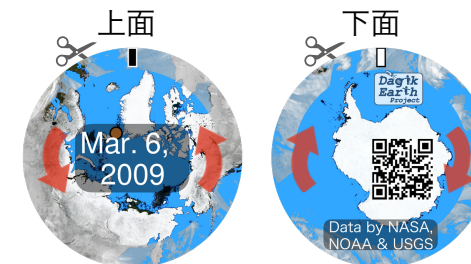 上面
下面
Mar. 6,
2009
Dagik
Earth
Project
Data by NASA,
NOAA & USGS